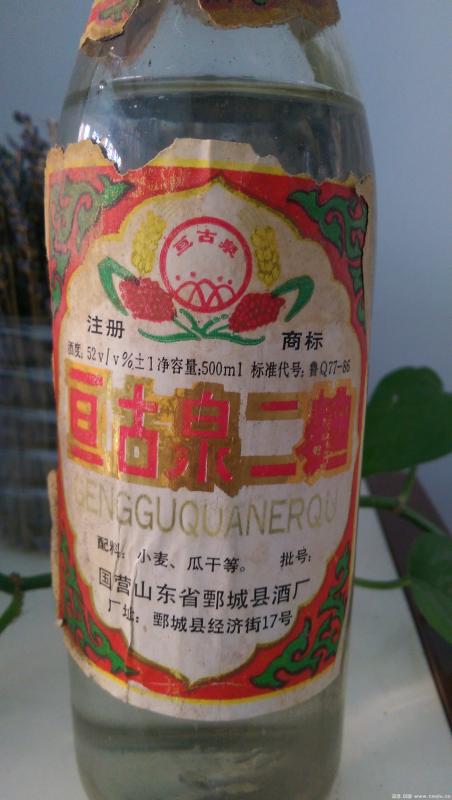 亘古泉
注册 商标
酒度: 52v/v%±1 净容量:500ml 标准代号: 鲁Q77-86
亘古泉二曲
GENGGUQUANERQU
配料: 小麦、瓜干等。 批号:
国营山东省鄄城县酒厂
厂址: 鄄城县经济街17号